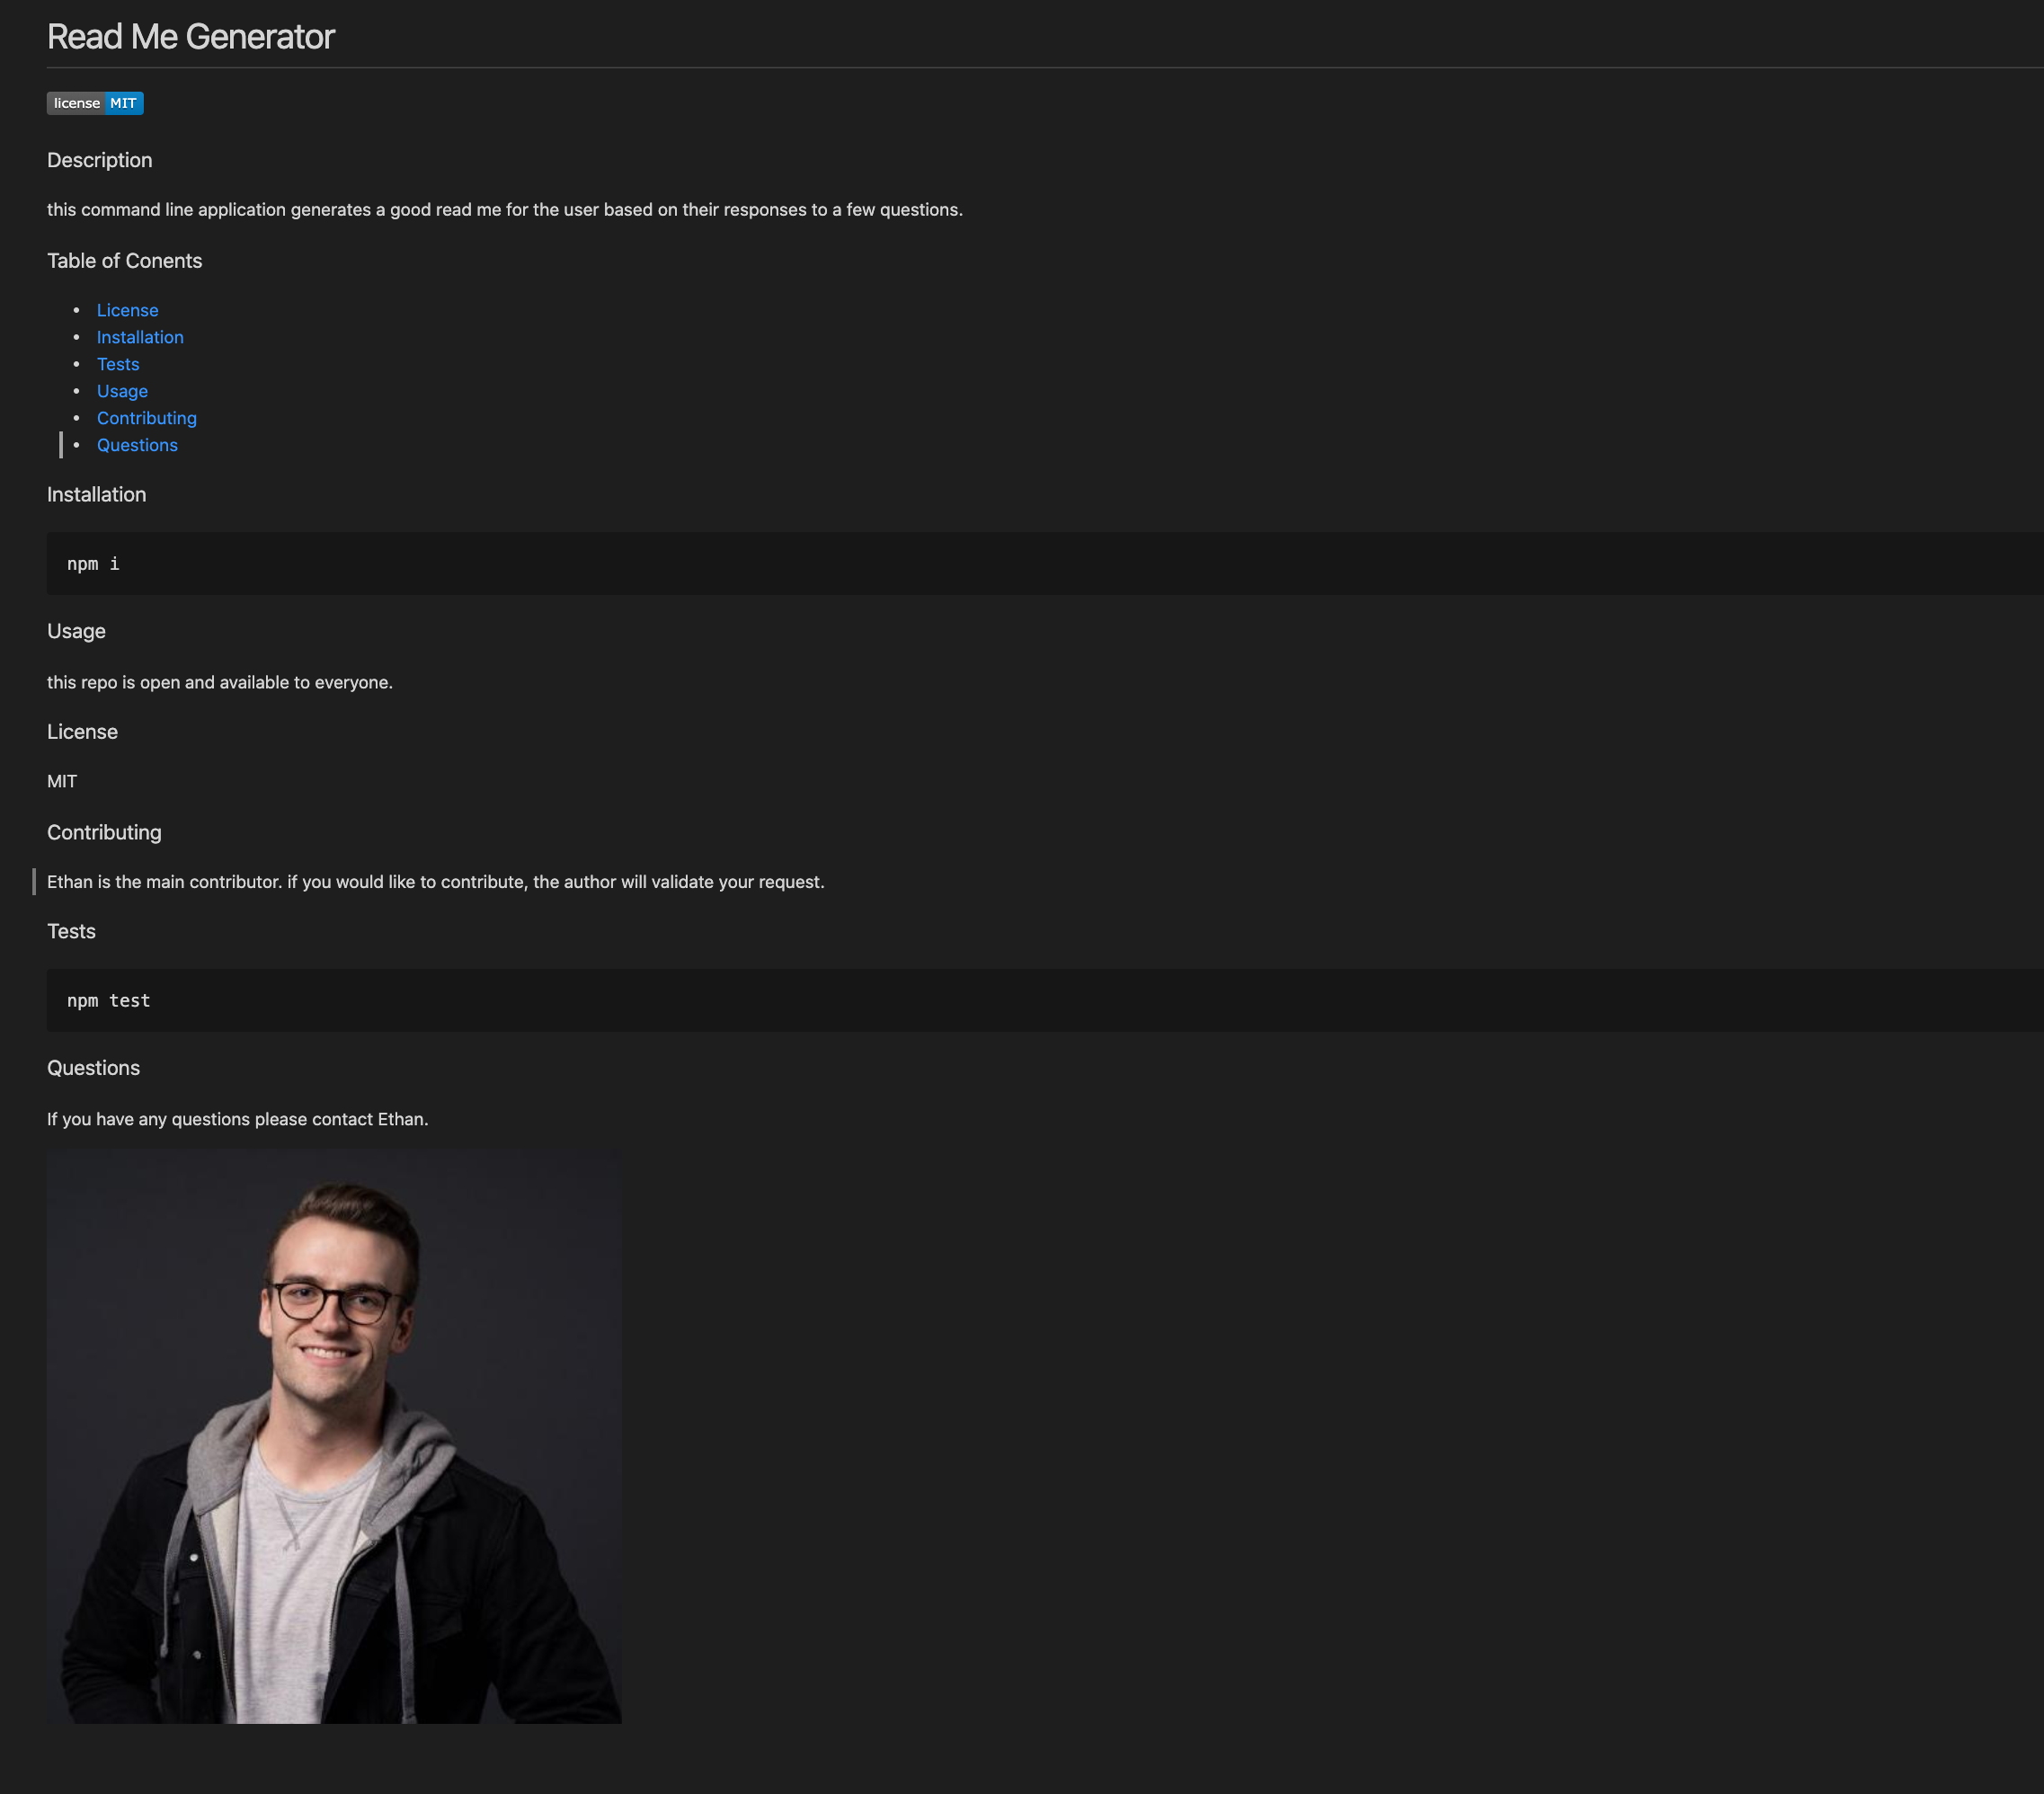 Read Me Generator
license MIT
Description
this command line application generates a good read me for the user based on their responses to a few questions.
Table of Conents
License
Installation
Tests
Usage
Contributing
Questions
Installation
npm i
Usage
this repo is open and available to everyone.
License
MIT
Contributing
Ethan is the main contributor. if you would like to contribute, the author will validate your request.
Tests
npm test
Questions
If you have any questions please contact Ethan.